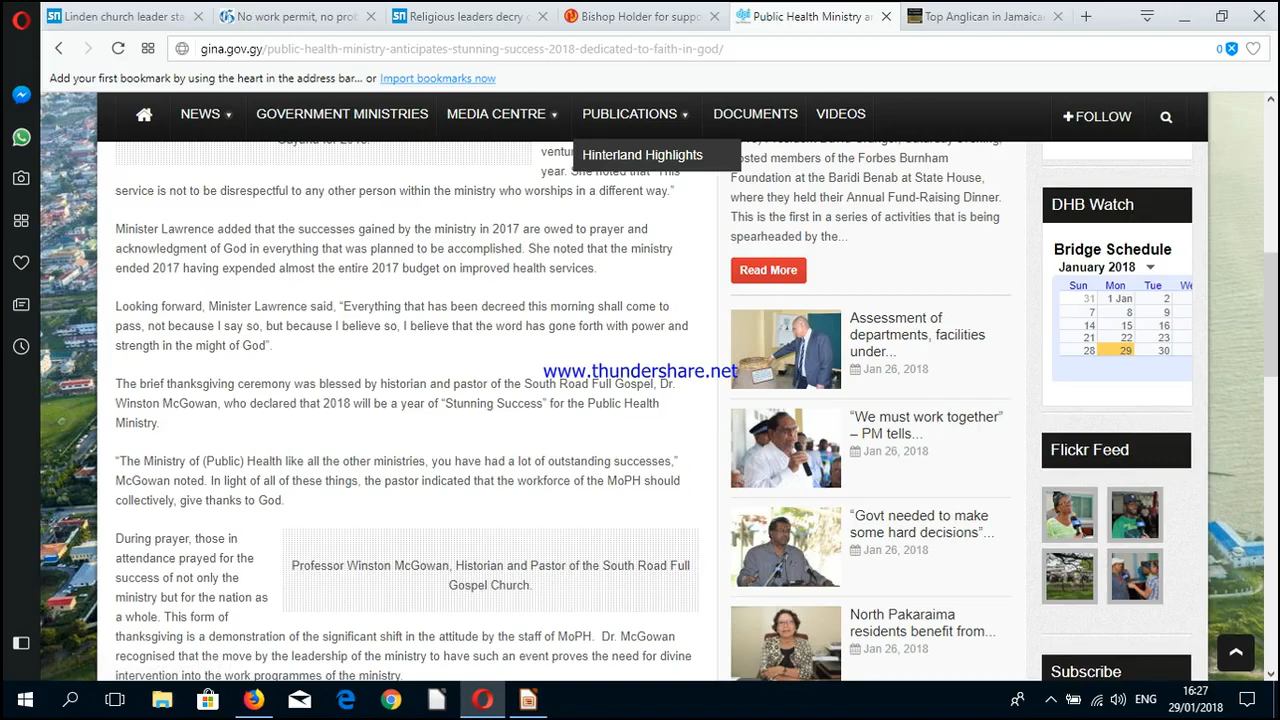 Linden church leader sta
No work permit, no prob
Religious leaders decry c
Bishop Holder for suppo
Public Health Ministry an
Top Anglican in Jamaican
gina.gov.gy/public-health-ministry-anticipates-stunning-success-2018-dedicated-to-faith-in-god/
0
Add your first bookmark by using the heart in the address bar... or Import bookmarks now
NEWS
GOVERNMENT MINISTRIES
MEDIA CENTRE
PUBLICATIONS
DOCUMENTS
VIDEOS
+FOLLOW
Hinterland Highlights
year. She noted that “This
service is not to be disrespectful to any other person within the ministry who worships in a different way.”
Minister Lawrence added that the successes gained by the ministry in 2017 are owed to prayer and
acknowledgment of God in everything that was planned to be accomplished. She noted that the ministry
ended 2017 having expended almost the entire 2017 budget on improved health services.
Looking forward, Minister Lawrence said, “Everything that has been decreed this morning shall come to
pass, not because I say so, but because I believe so, I believe that the word has gone forth with power and
strength in the might of God”.
www.thundershare.net
The brief thanksgiving ceremony was blessed by historian and pastor of the South Road Full Gospel, Dr.
Winston McGowan, who declared that 2018 will be a year of “Stunning Success” for the Public Health
Ministry.
“The Ministry of (Public) Health like all the other ministries, you have had a lot of outstanding successes,”
McGowan noted. In light of all of these things, the pastor indicated that the workforce of the MoPH should
collectively, give thanks to God.
During prayer, those in
attendance prayed for the
success of not only the
ministry but for the nation as
a whole. This form of
Professor Winston McGowan, Historian and Pastor of the South Road Full
Gospel Church.
thanksgiving is a demonstration of the significant shift in the attitude by the staff of MoPH. Dr. McGowan
recognised that the move by the leadership of the ministry to have such an event proves the need for divine
intervention into the work programmes of the ministry.
hosted members of the Forbes Burnham
Foundation at the Baridi Benab at State House,
where they held their Annual Fund-Raising Dinner.
This is the first in a series of activities that is being
spearheaded by the...
Read More
Assessment of
departments, facilities
under...
Jan 26, 2018
“We must work together”
– PM tells...
Jan 26, 2018
“Govt needed to make
some hard decisions”...
Jan 26, 2018
North Pakaraima
residents benefit from...
Jan 26, 2018
DHB Watch
Bridge Schedule
January 2018
Sun Mon Tue We
31 1 Jan 2
7 8 9
14 15 16
21 22 23
28 29 30
Flickr Feed
Subscribe
ENG
16:27
29/01/2018